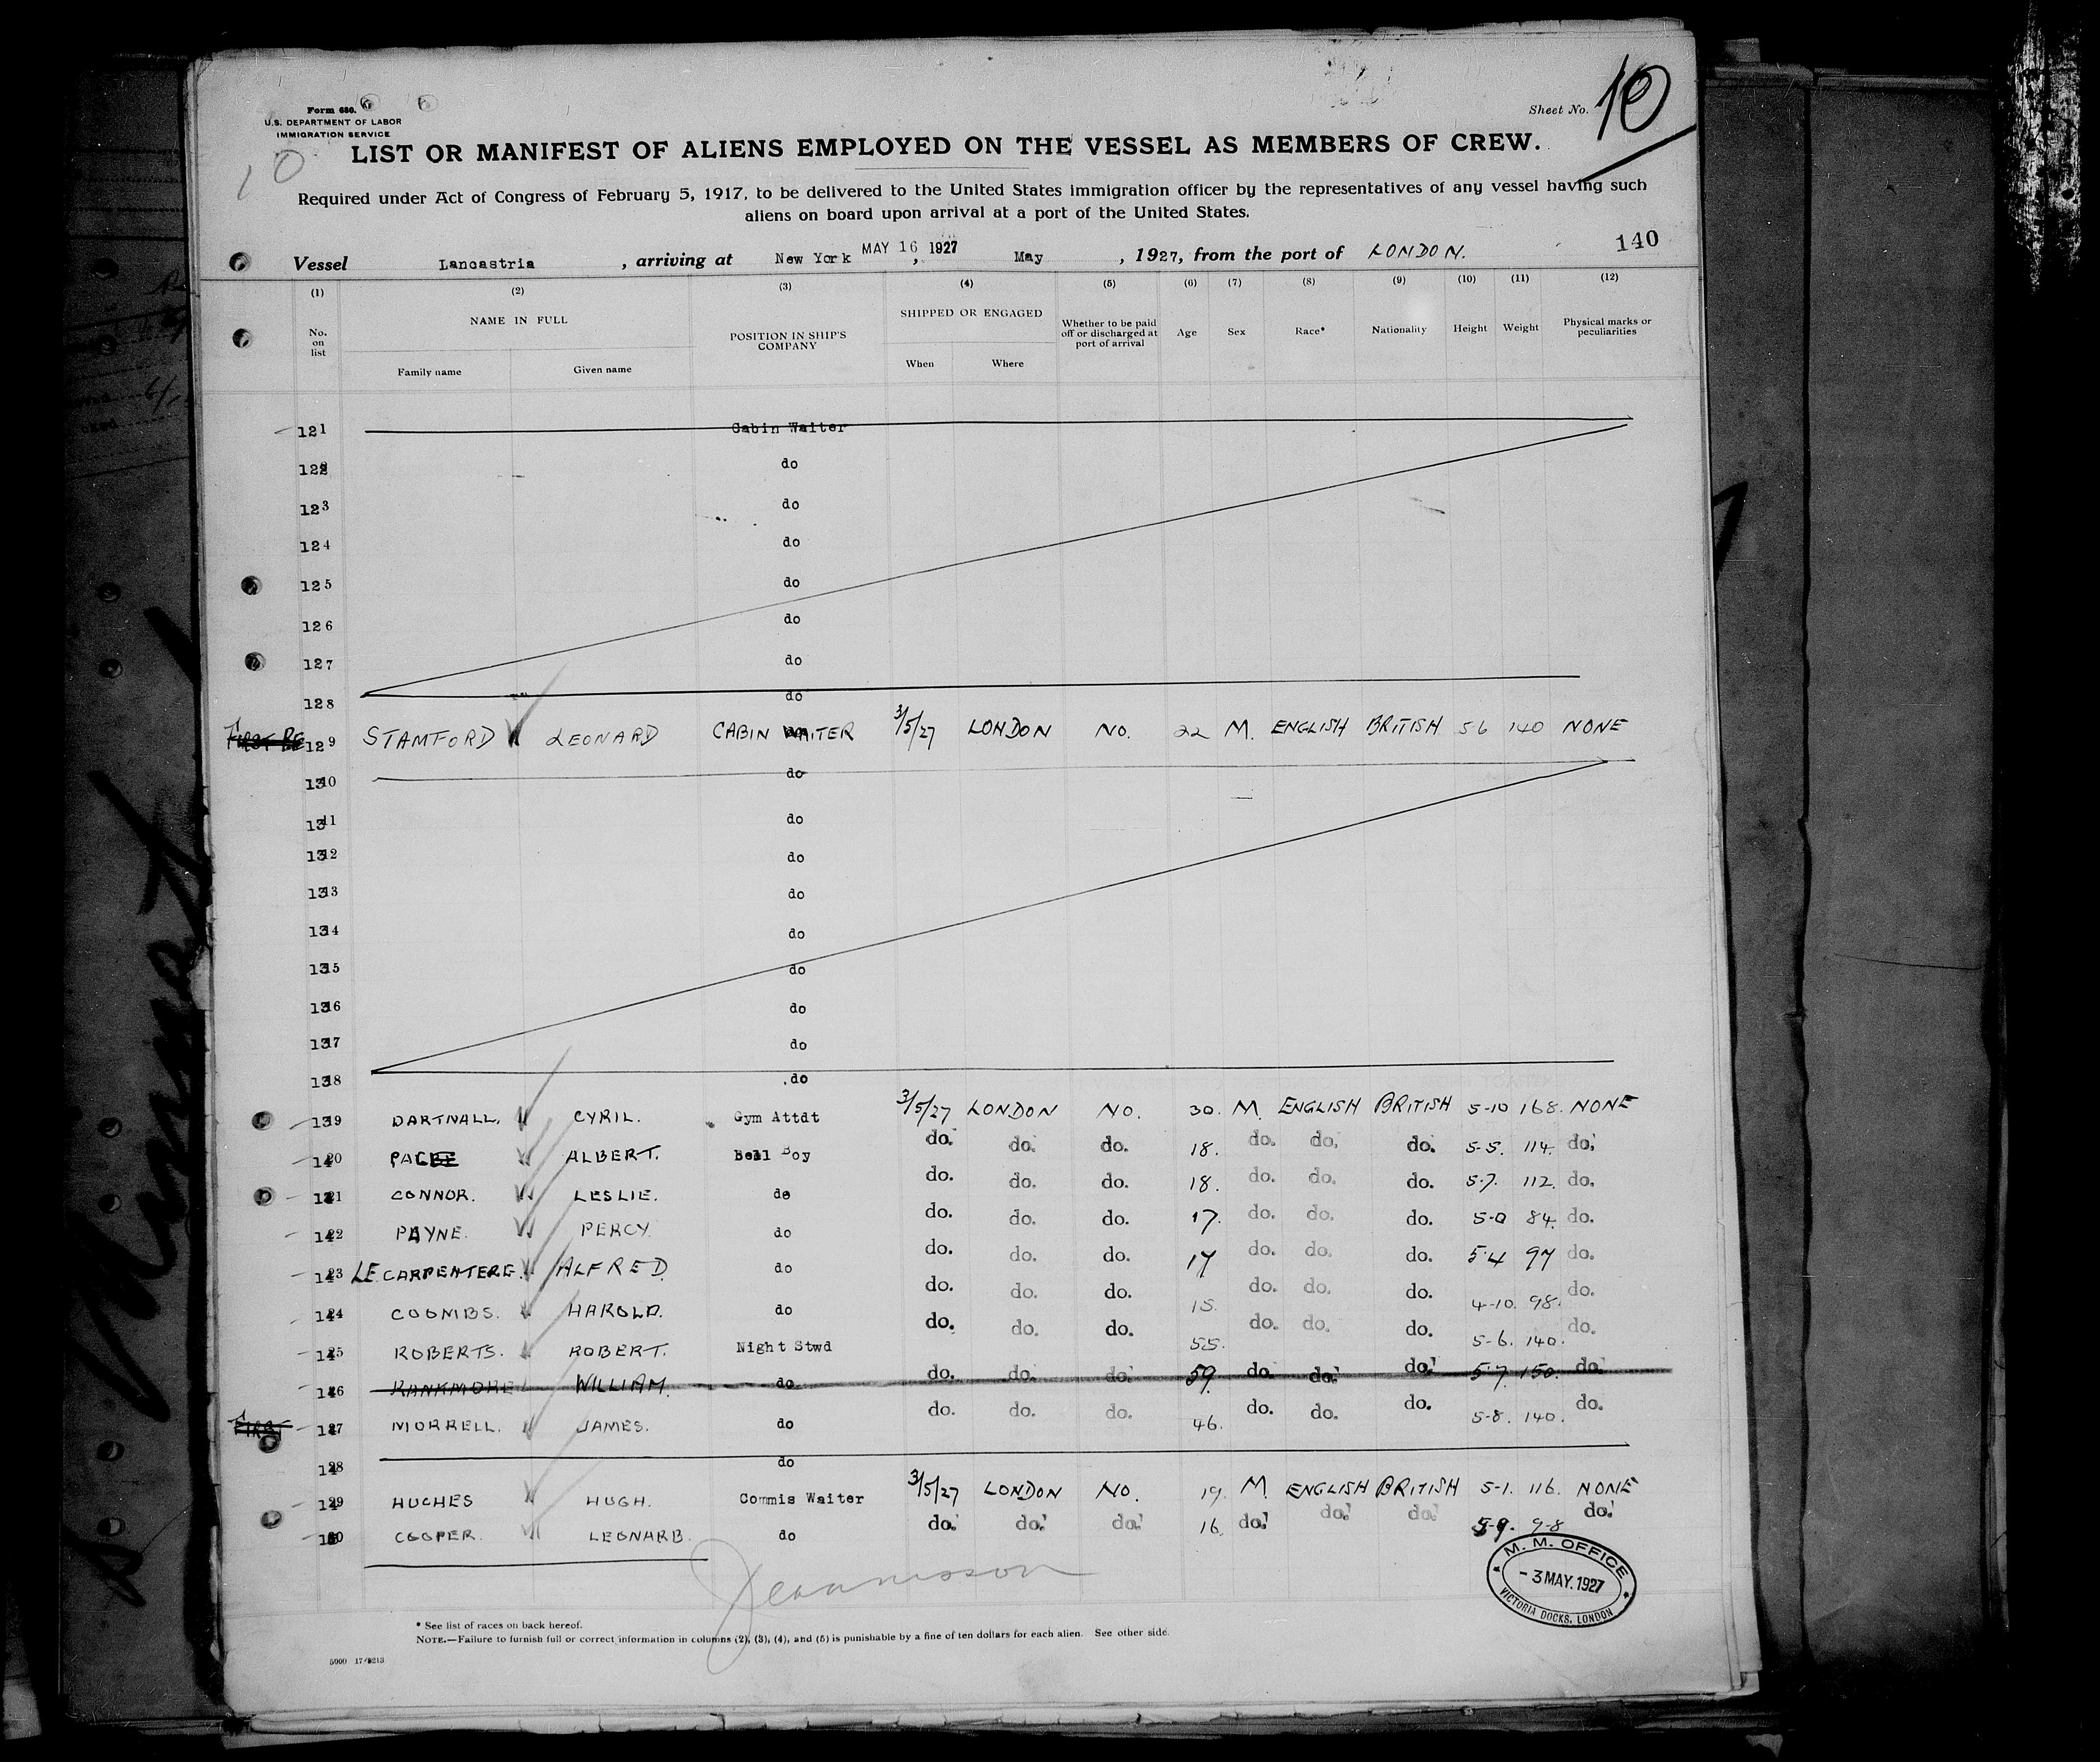 Form 680.
U.S. DEPARTMENT OF LABOR
IMMIGRATION SERVICE
Sheet No. 10
10
LIST OR MANIFEST OF ALIENS EMPLOYED ON THE VESSEL AS MEMBERS OF CREW.
Required under Act of Congress of February 5, 1917, to be delivered to the United States immigration officer by the representatives of any vessel having such
aliens on board upon arrival at a port of the United States.
140
Vessel Lancastria, arriving at New York MAY 16 1927, May, 1927, from the port of LONDON.
(1) (2) (3) (4) (5) (6) (7) (8) (9) (10) (11) (12)
No. on list NAME IN FULL POSITION IN SHIP'S COMPANY SHIPPED OR ENGAGED Whether to be paid off or discharged at port of arrival Age Sex Race* Nationality Height Weight Physical marks or peculiarities
Family name Given name When Where
121 Cabin Waiter
122 do
123 do
124 do
125 do
126 do
127 do
128 do
129 STAMFORD LEONARD CABIN WAITER 3/5/27 LONDON NO. 22 M. ENGLISH BRITISH 5 6 140 NONE
130 do
131 do
132 do
133 do
134 do
135 do
136 do
137 do
138 do
139 DARTNALL. CYRIL. Gym Attdt 3/5/27 LONDON NO. 30. M. ENGLISH BRITISH 5-10 168. NONE
140 PAGE ALBERT. Bell Boy do. do. do. 18. do. do. do. 5-5. 114. do.
141 CONNOR. LESLIE. do do. do. do. 18. do. do. do. 5-7. 112. do.
142 PAYNE. PERCY. do do. do. do. 17. do. do. do. 5-0 84. do.
143 LE CARPENTERE. ALFRED. do do. do. do. 17 do. do. do. 5-4 97 do.
144 COOMBS. HAROLD. do do. do. do. 15. do. do. do. 4-10. 98. do.
145 ROBERTS. ROBERT. Night Stwd do. do. do. 55. do. do. do. 5-6. 140. do.
146 WILLIAM. do do. do. do. 59. do. do. do. 5-7. 150. do.
FIRST 147 MORRELL. JAMES. do do. do. do. 46. do. do. do. 5-8. 140. do.
148 do
149 HUGHES HUGH. Commis Waiter 3/5/27 LONDON NO. 19. M. ENGLISH BRITISH 5-1. 116. NONE
150 COOPER. LEONARD. do do. do. do. 16. do. do. do. 5-9. 9-8 do.
M. M. OFFICE
- 3 MAY. 1927
VICTORIA DOCKS, LONDON
* See list of races on back hereof.
NOTE.—Failure to furnish full or correct information in columns (2), (3), (4), and (5) is punishable by a fine of ten dollars for each alien. See other side.